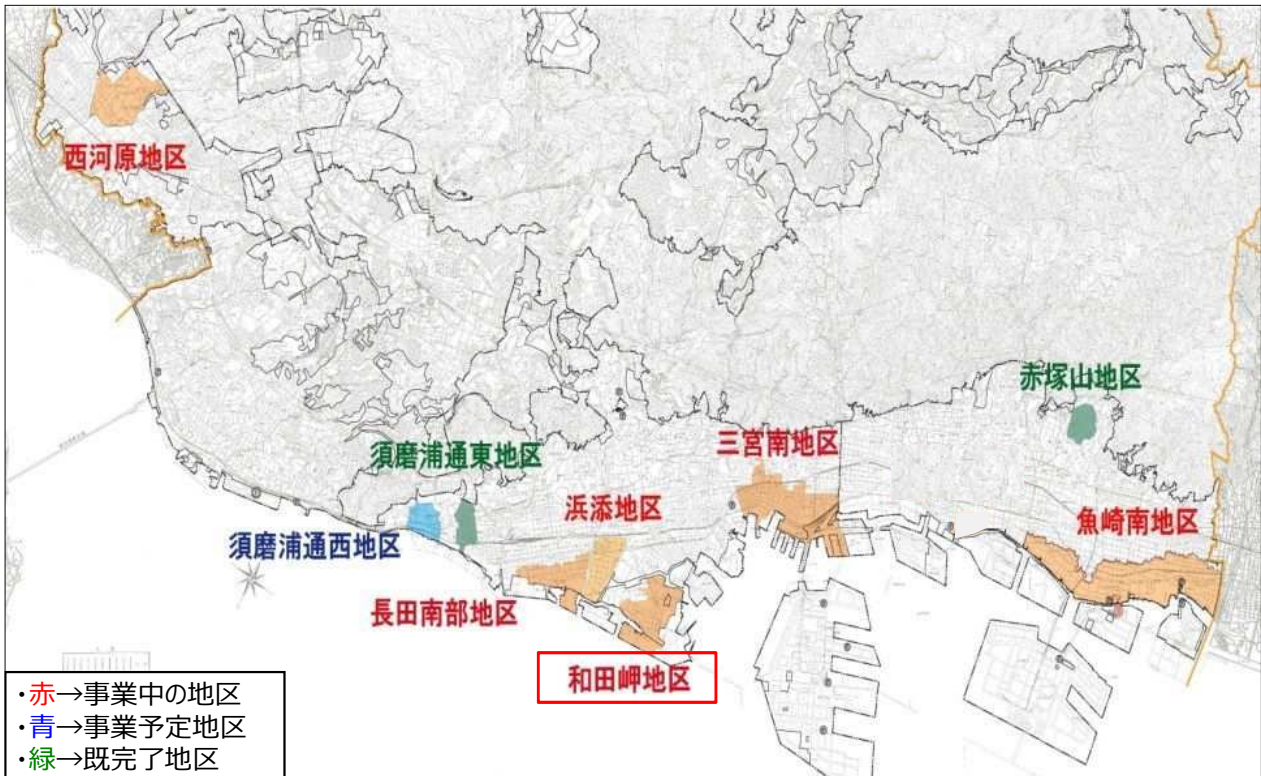 西河原地区
赤塚山地区
須磨浦通東地区
三宮南地区
浜添地区
魚崎南地区
須磨浦通西地区
長田南部地区
和田岬地区
・赤→事業中の地区
・青→事業予定地区
・緑→既完了地区